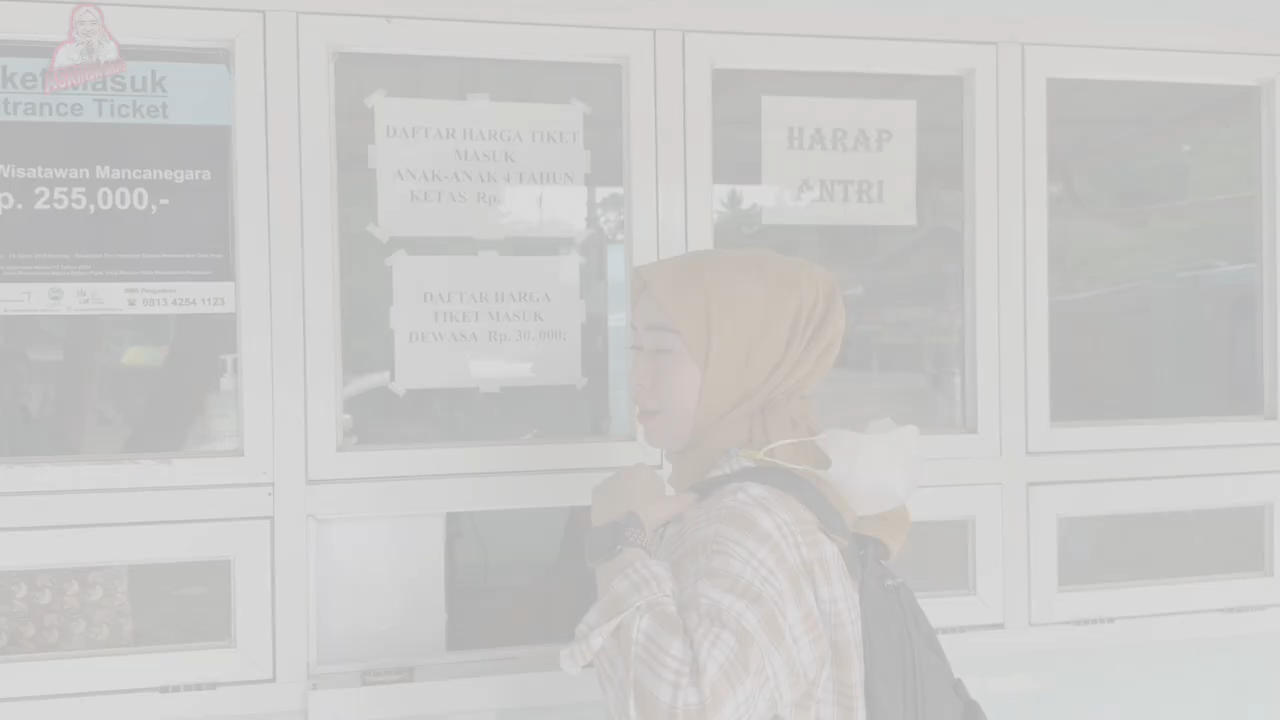 Masuk
trance Ticket
Wisatawan Mancanegara
p. 255,000,-
0813 4254 1123
DAFTAR HARGA TIKET
MASUK
ANAK-ANAK 4 TAHUN
KETAS Rp.
DAFTAR HARGA
TIKET MASUK
DEWASA Rp. 30.000;
HARAP
ANTRI